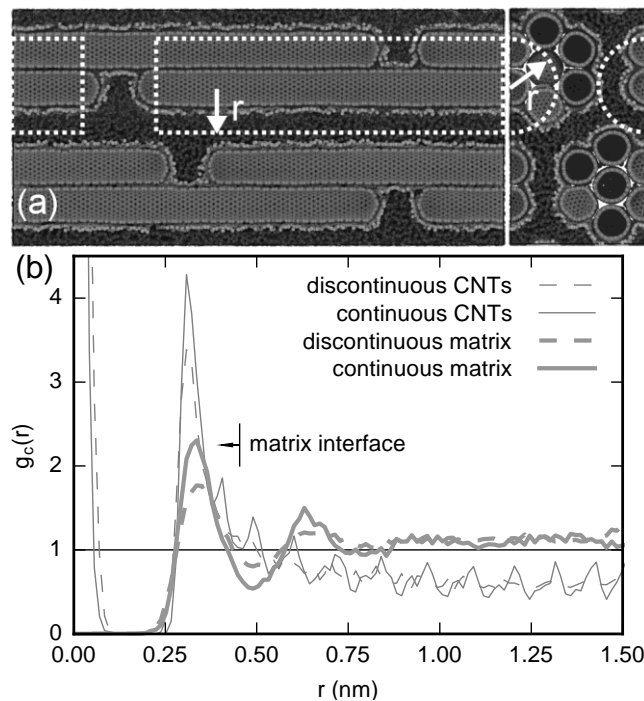 r
r
(a)
(b)
4
3
2
1
0
g_c(r)
discontinuous CNTs
continuous CNTs
discontinuous matrix
continuous matrix
matrix interface
0.00 0.25 0.50 0.75 1.00 1.25 1.50
r (nm)